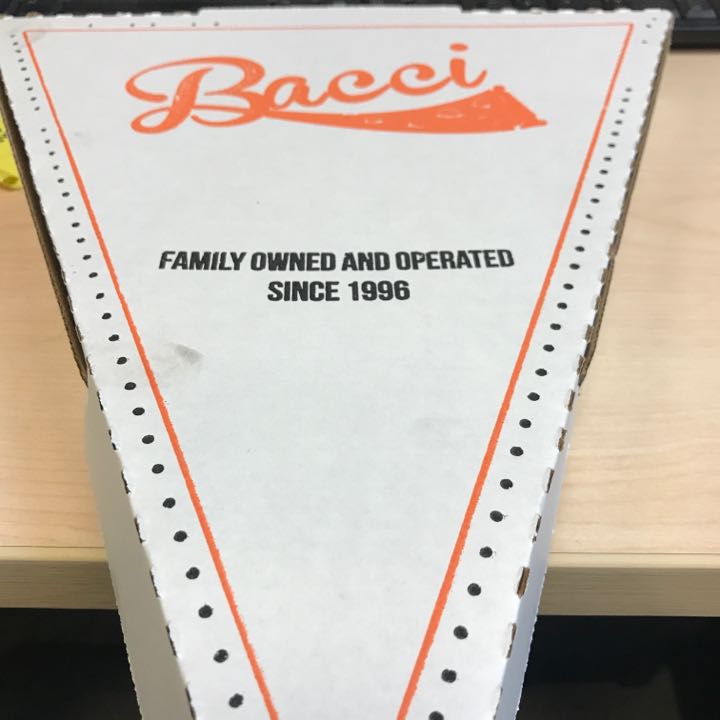 Bacci
FAMILY OWNED AND OPERATED
SINCE 1996